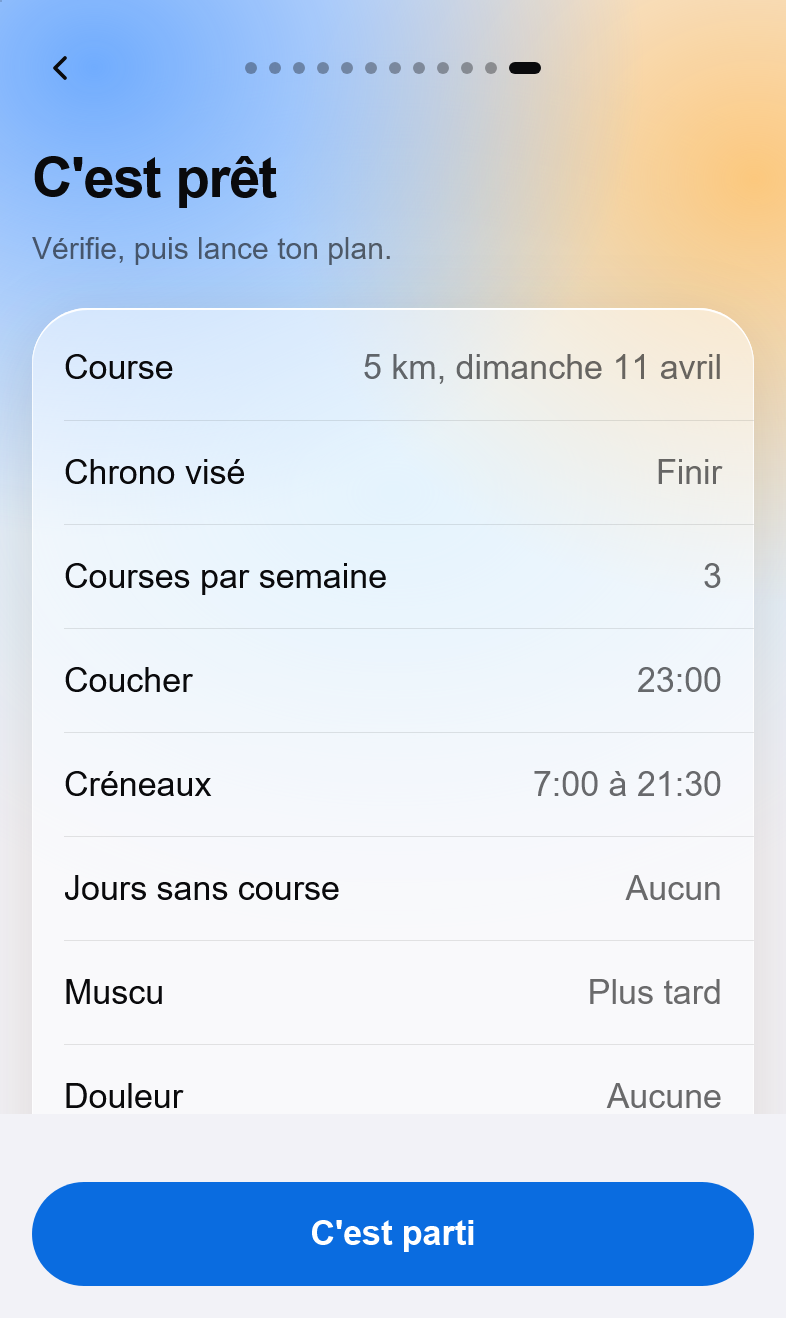 C'est prêt
Vérifie, puis lance ton plan.
Course 5 km, dimanche 11 avril
Chrono visé Finir
Courses par semaine 3
Coucher 23:00
Créneaux 7:00 à 21:30
Jours sans course Aucun
Muscu Plus tard
Douleur Aucune
C'est parti